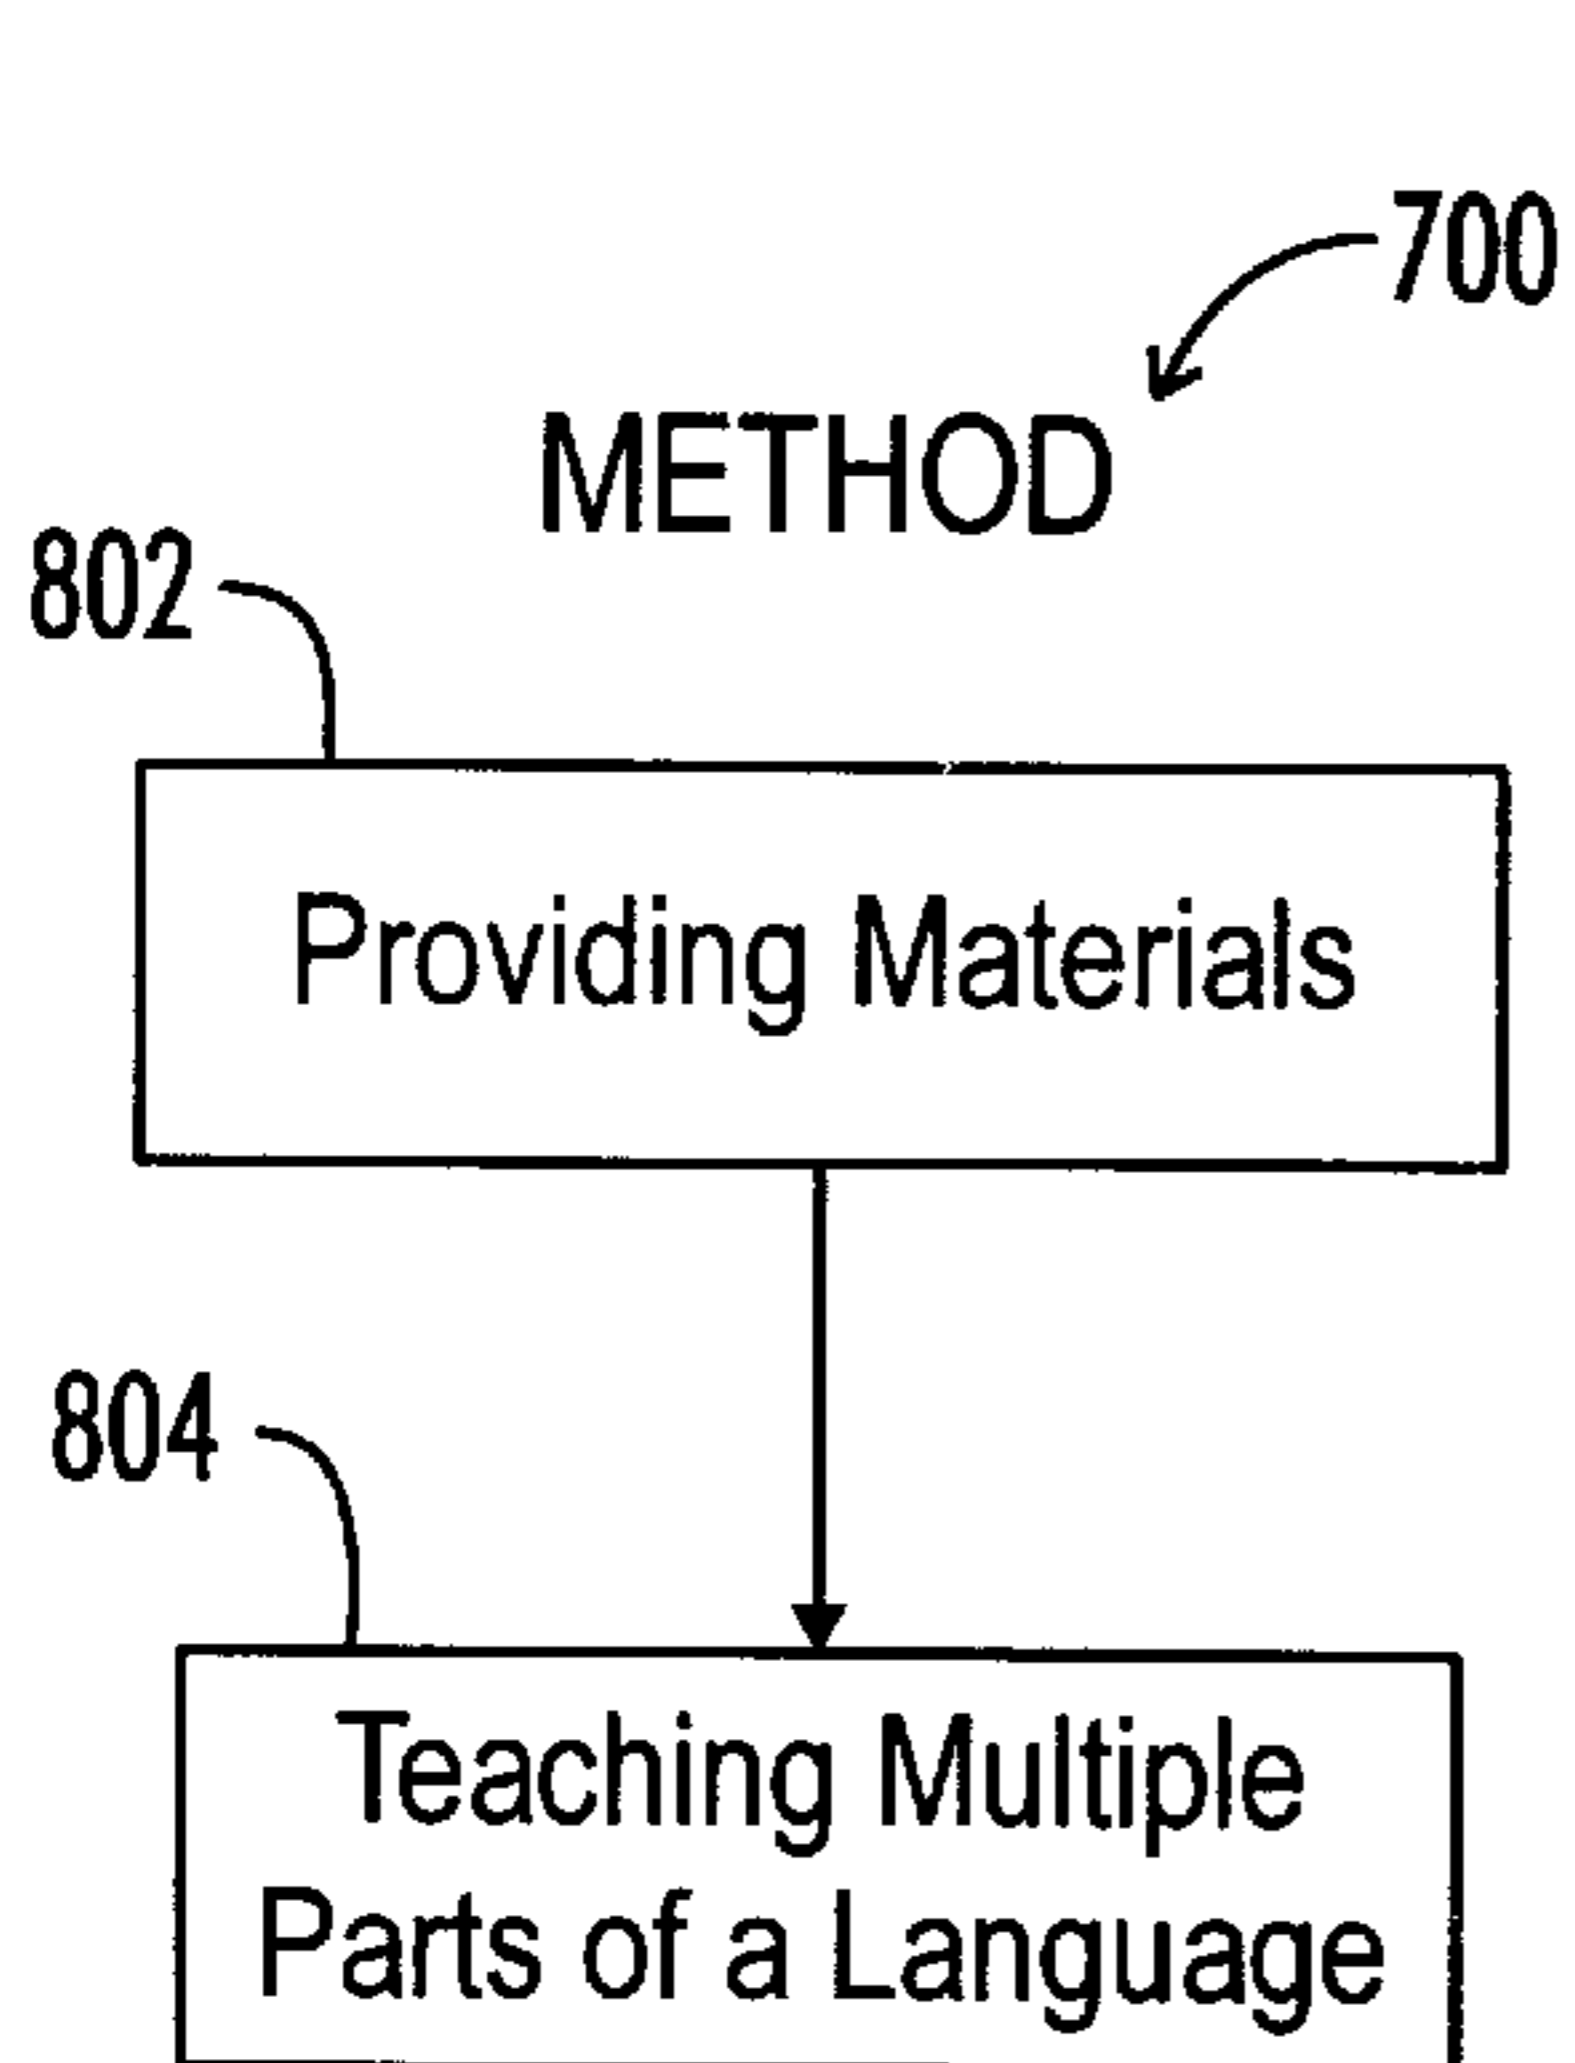 700
METHOD
802
Providing Materials
804
Teaching Multiple
Parts of a Language